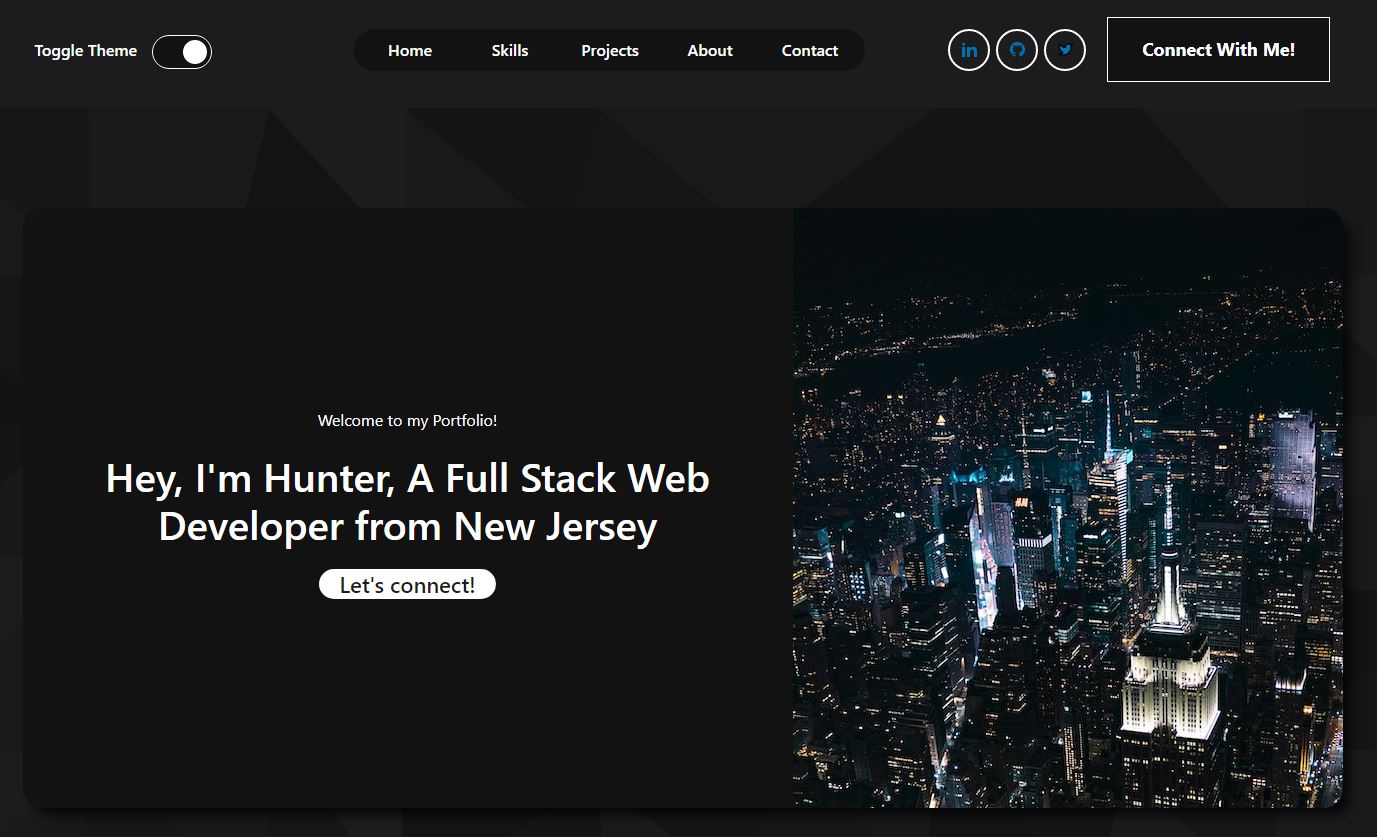 Toggle Theme
Home Skills Projects About Contact
in
Connect With Me!
Welcome to my Portfolio!
Hey, I'm Hunter, A Full Stack Web
Developer from New Jersey
Let's connect!
H&M